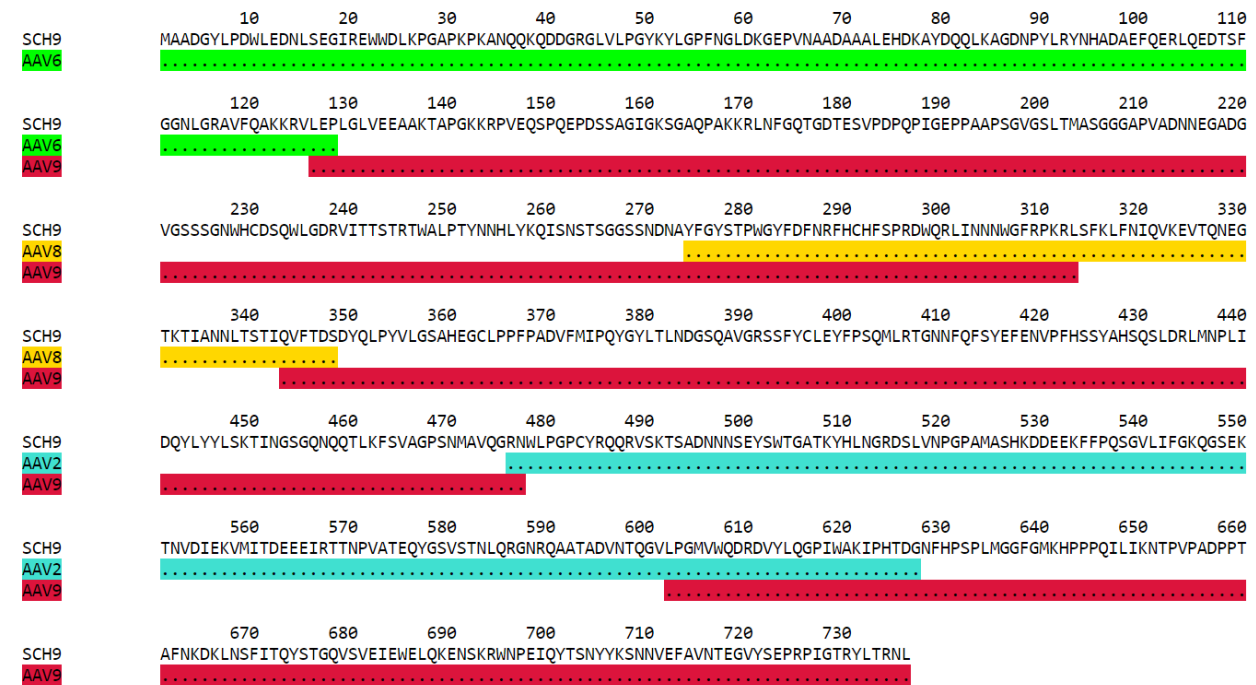 10 20 30 40 50 60 70 80 90 100 110
SCH9 MAADGYLPDWLEDNLSEGIREWWDLKPGAPKPKANQQKQDDGRGLVLPGYKYLGPFNGLDKGEPVNAADAAALEHDKAYDQQLKAGDNPYLRYNHADAEFQERLQEDTSF
AAV6 ..............................................................................................................
120 130 140 150 160 170 180 190 200 210 220
SCH9 GGNLGRAVFQAKKRVLEPLGLVEEAAKTAPGKKRPVEQSPQEPDSSAGIGKSGAQPAKKRLNFGQTGDTESVPDPQPIGEPPAAPSGVGSLTMASGGGAPVADNNEGADG
AAV6 ..................
AAV9 ...............................................................................................
230 240 250 260 270 280 290 300 310 320 330
SCH9 VGSSSGNWHCDSQWLGDRVITTSTRTWALPTYNNHLYKQISNSTSGGSSNDNAYFGYSTPWGYFDFNRFHCHFSPRDWQRLINNNWGFRPKRLSFKLFNIQVKEVTQNEG
AAV8 .........................................................
AAV9 .............................................................................................
340 350 360 370 380 390 400 410 420 430 440
SCH9 TKTIANNLTSTIQVFTDSDYQLPYVLGSAHEGCLPPFPADVFMIPQYGYLTLNDGSQAVGRSSFYCLEYFPSQMLRTGNNFQFSYEFENVPFHSSYAHSQSLDRLMNPLI
AAV8 ..................
AAV9 ..................................................................................................
450 460 470 480 490 500 510 520 530 540 550
SCH9 DQYLYYLSKTINGSGQNQQTLKFSVAGPSNMAVQGRNWLPGPCYRQQRVSKTSADNNNSEYSWTGATKYHLNGRDSLVNPGPAMASHKDDEEKFFPQSGVLIFGKQGSEK
AAV2 ...........................................................................
AAV9 .....................................
560 570 580 590 600 610 620 630 640 650 660
SCH9 TNVDIEKVMITDEEEIRTTNPVATEQYGSVSTNLQRGNRQAATADVNTQGVLPGMVWQDRDVYLQGPIWAKIPHTDGNFHPSPLMGGFGMKHPPPQILIKNTPVPADPPT
AAV2 .............................................................................
AAV9 ...........................................................
670 680 690 700 710 720 730
SCH9 AFNKDKLNSFITQYSTGQVSVEIEWELQKENSKRWNPEIQYTSNYYKSNNVEFAVNTEGVYSEPRPIGTRYLTRNL
AAV9 ............................................................................